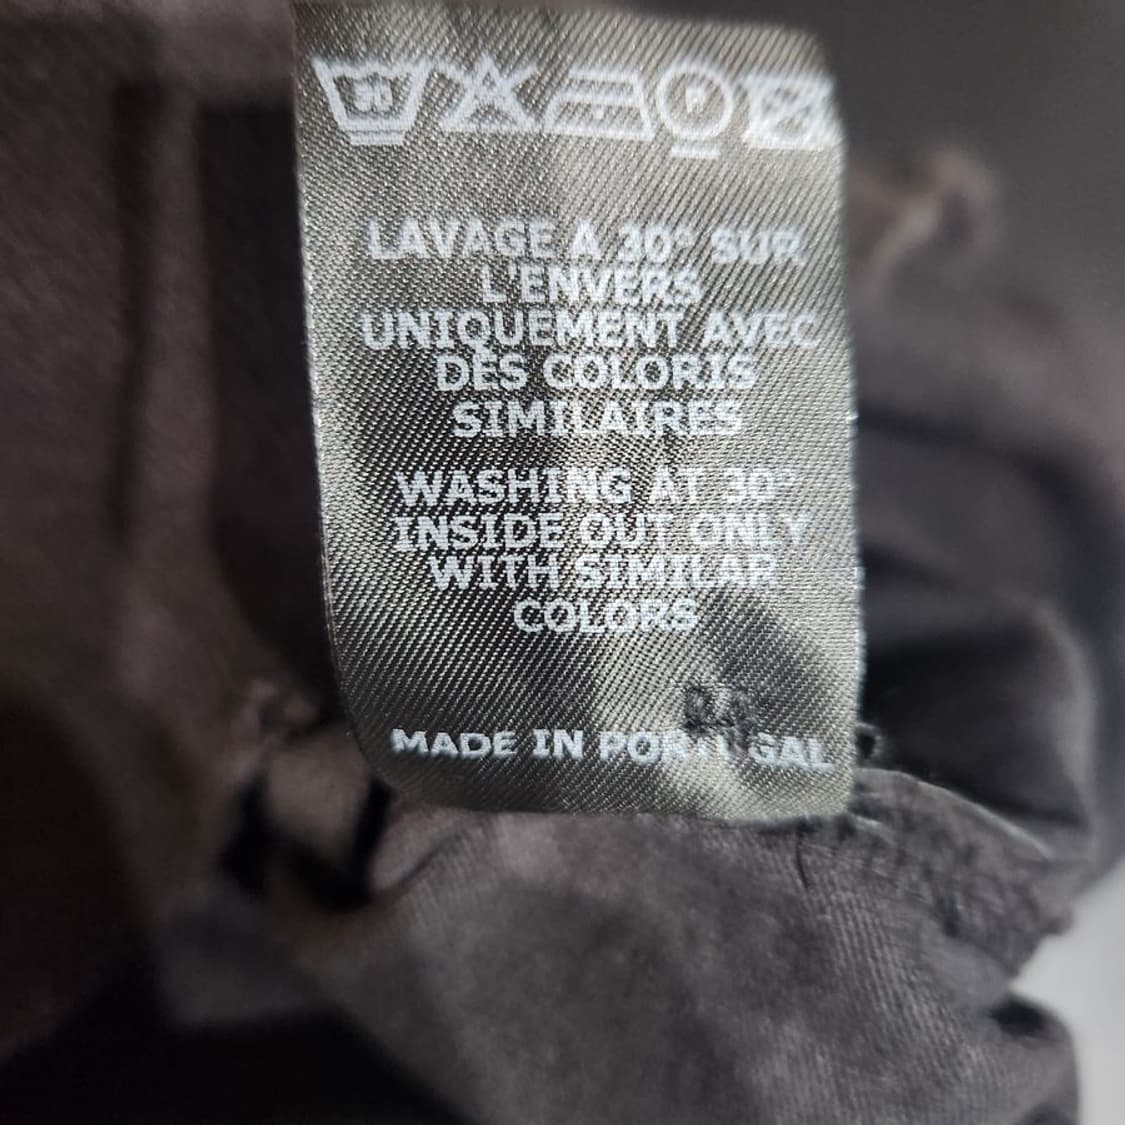 30
P
LAVAGE A 30° SUR
L'ENVERS
UNIQUEMENT AVEC
DES COLORIS
SIMILAIRES
WASHING AT 30°
INSIDE OUT ONLY
WITH SIMILAR
COLORS
MADE IN PORTUGAL